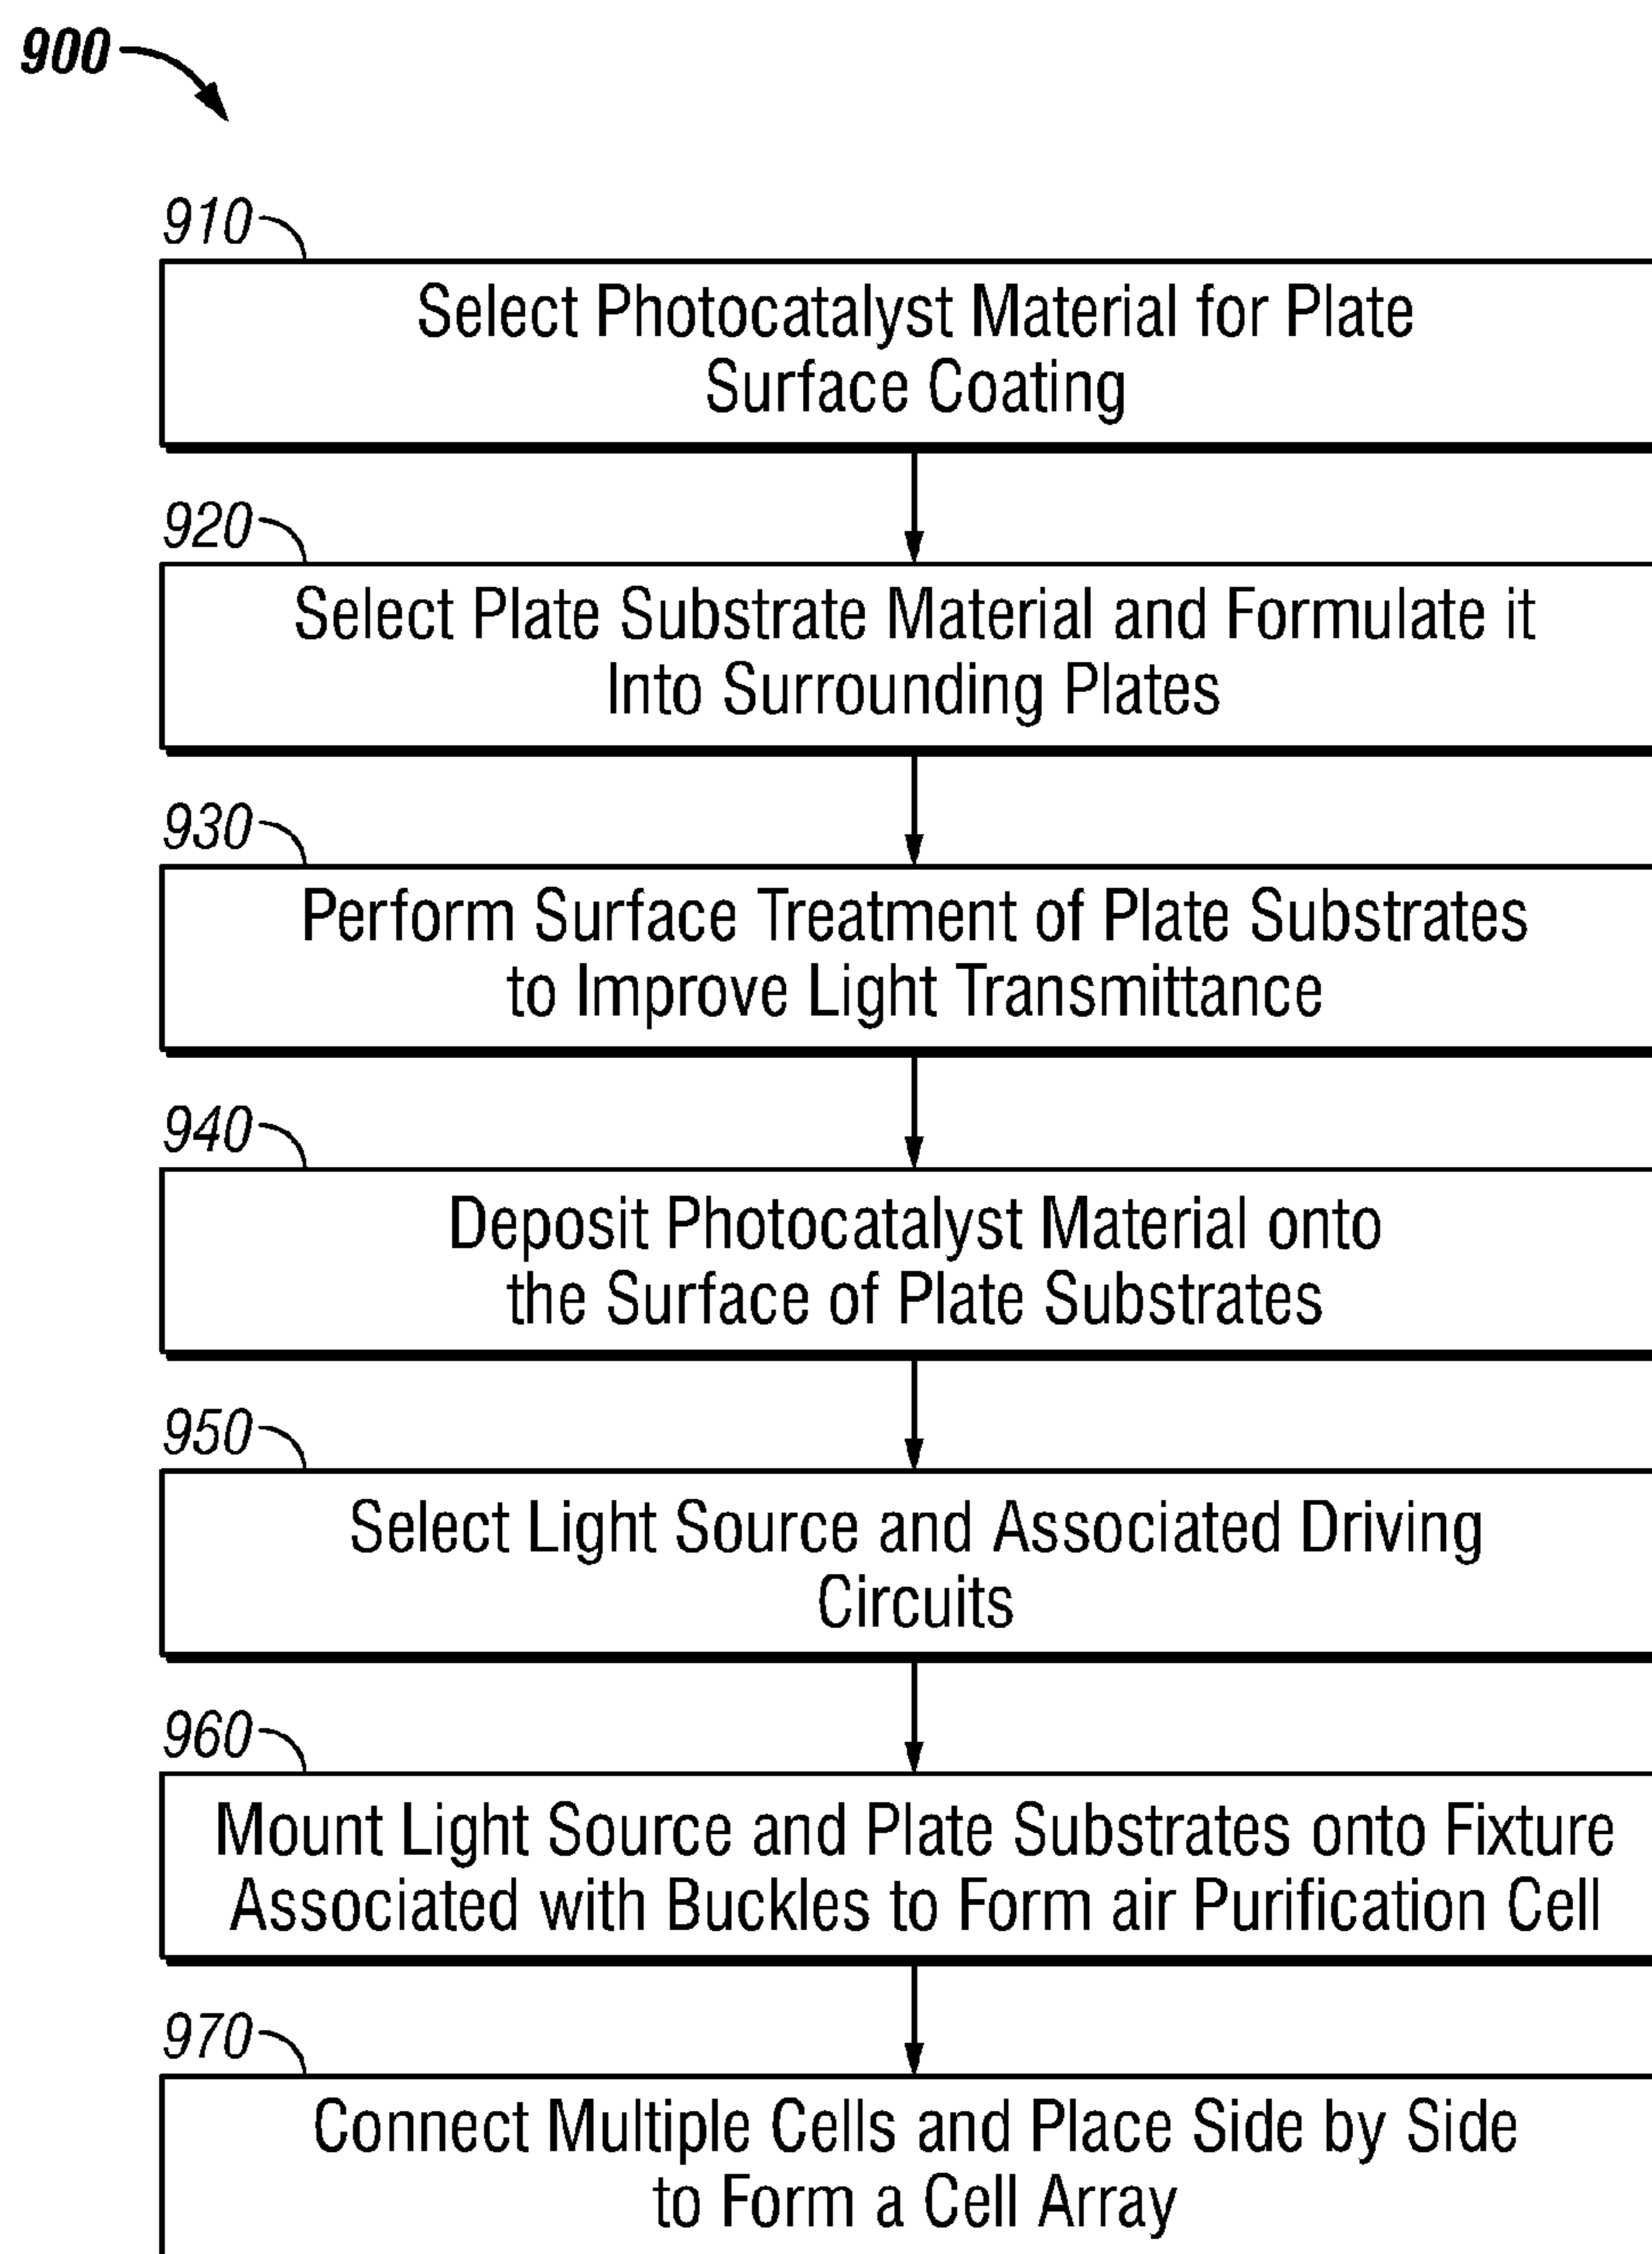 900
910
Select Photocatalyst Material for Plate
Surface Coating
920
Select Plate Substrate Material and Formulate it
Into Surrounding Plates
930
Perform Surface Treatment of Plate Substrates
to Improve Light Transmittance
940
Deposit Photocatalyst Material onto
the Surface of Plate Substrates
950
Select Light Source and Associated Driving
Circuits
960
Mount Light Source and Plate Substrates onto Fixture
Associated with Buckles to Form air Purification Cell
970
Connect Multiple Cells and Place Side by Side
to Form a Cell Array